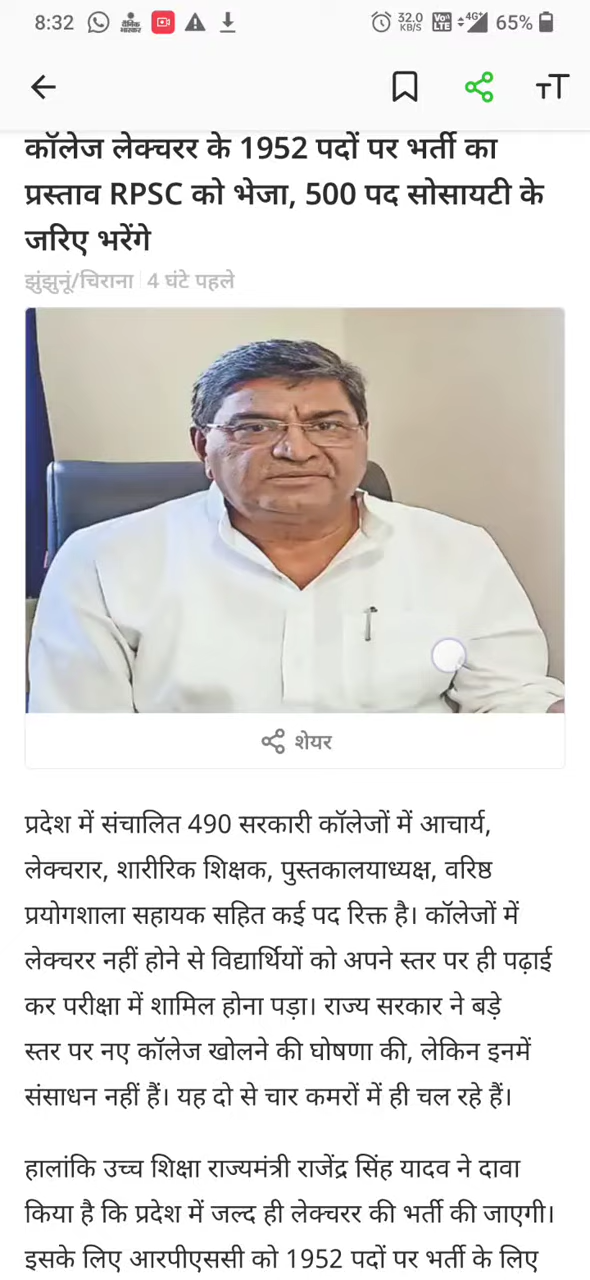 8:32
दैनिक भास्कर
32.0 KB/S Vo LTE 4G+ 65%
कॉलेज लेक्चरर के 1952 पदों पर भर्ती का
प्रस्ताव RPSC को भेजा, 500 पद सोसायटी के
जरिए भरेंगे
झुंझुनूं/चिराना 4 घंटे पहले
शेयर
प्रदेश में संचालित 490 सरकारी कॉलेजों में आचार्य,
लेक्चरार, शारीरिक शिक्षक, पुस्तकालयाध्यक्ष, वरिष्ठ
प्रयोगशाला सहायक सहित कई पद रिक्त है। कॉलेजों में
लेक्चरर नहीं होने से विद्यार्थियों को अपने स्तर पर ही पढ़ाई
कर परीक्षा में शामिल होना पड़ा। राज्य सरकार ने बड़े
स्तर पर नए कॉलेज खोलने की घोषणा की, लेकिन इनमें
संसाधन नहीं हैं। यह दो से चार कमरों में ही चल रहे हैं।
हालांकि उच्च शिक्षा राज्यमंत्री राजेंद्र सिंह यादव ने दावा
किया है कि प्रदेश में जल्द ही लेक्चरर की भर्ती की जाएगी।
इसके लिए आरपीएससी को 1952 पदों पर भर्ती के लिए